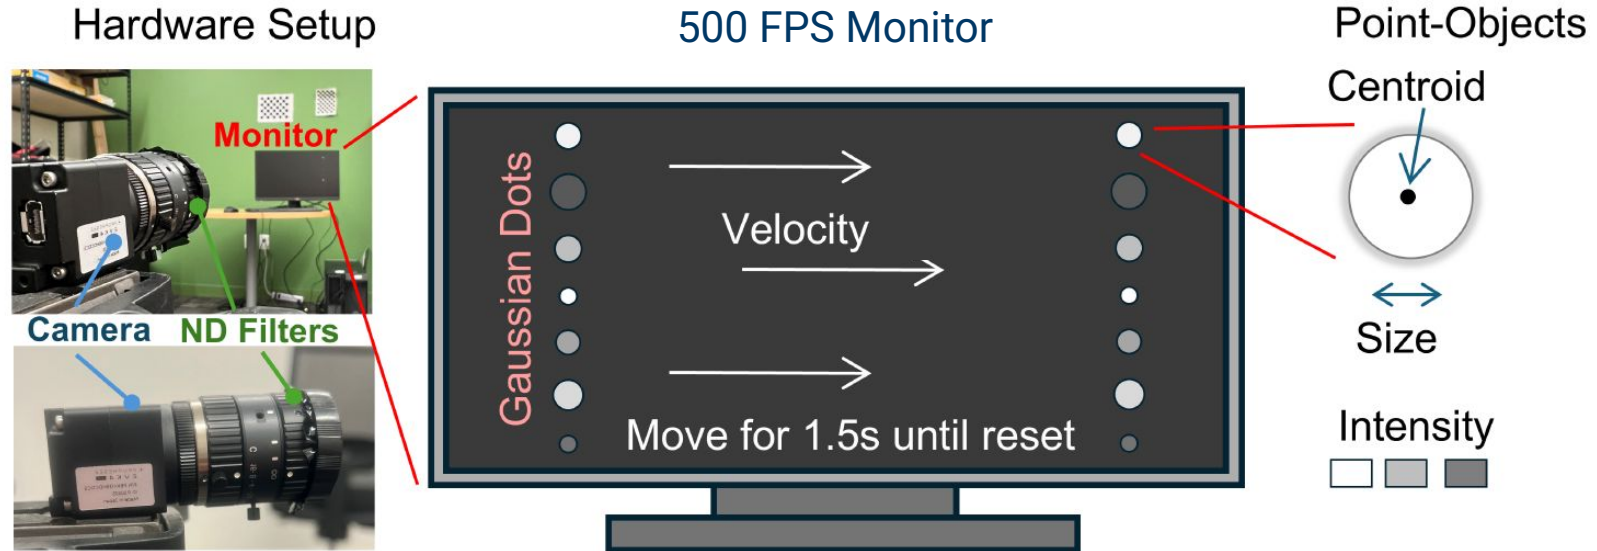 Hardware Setup
500 FPS Monitor
Point-Objects
Monitor
Camera
ND Filters
Gaussian Dots
Velocity
Move for 1.5s until reset
Centroid
Size
Intensity